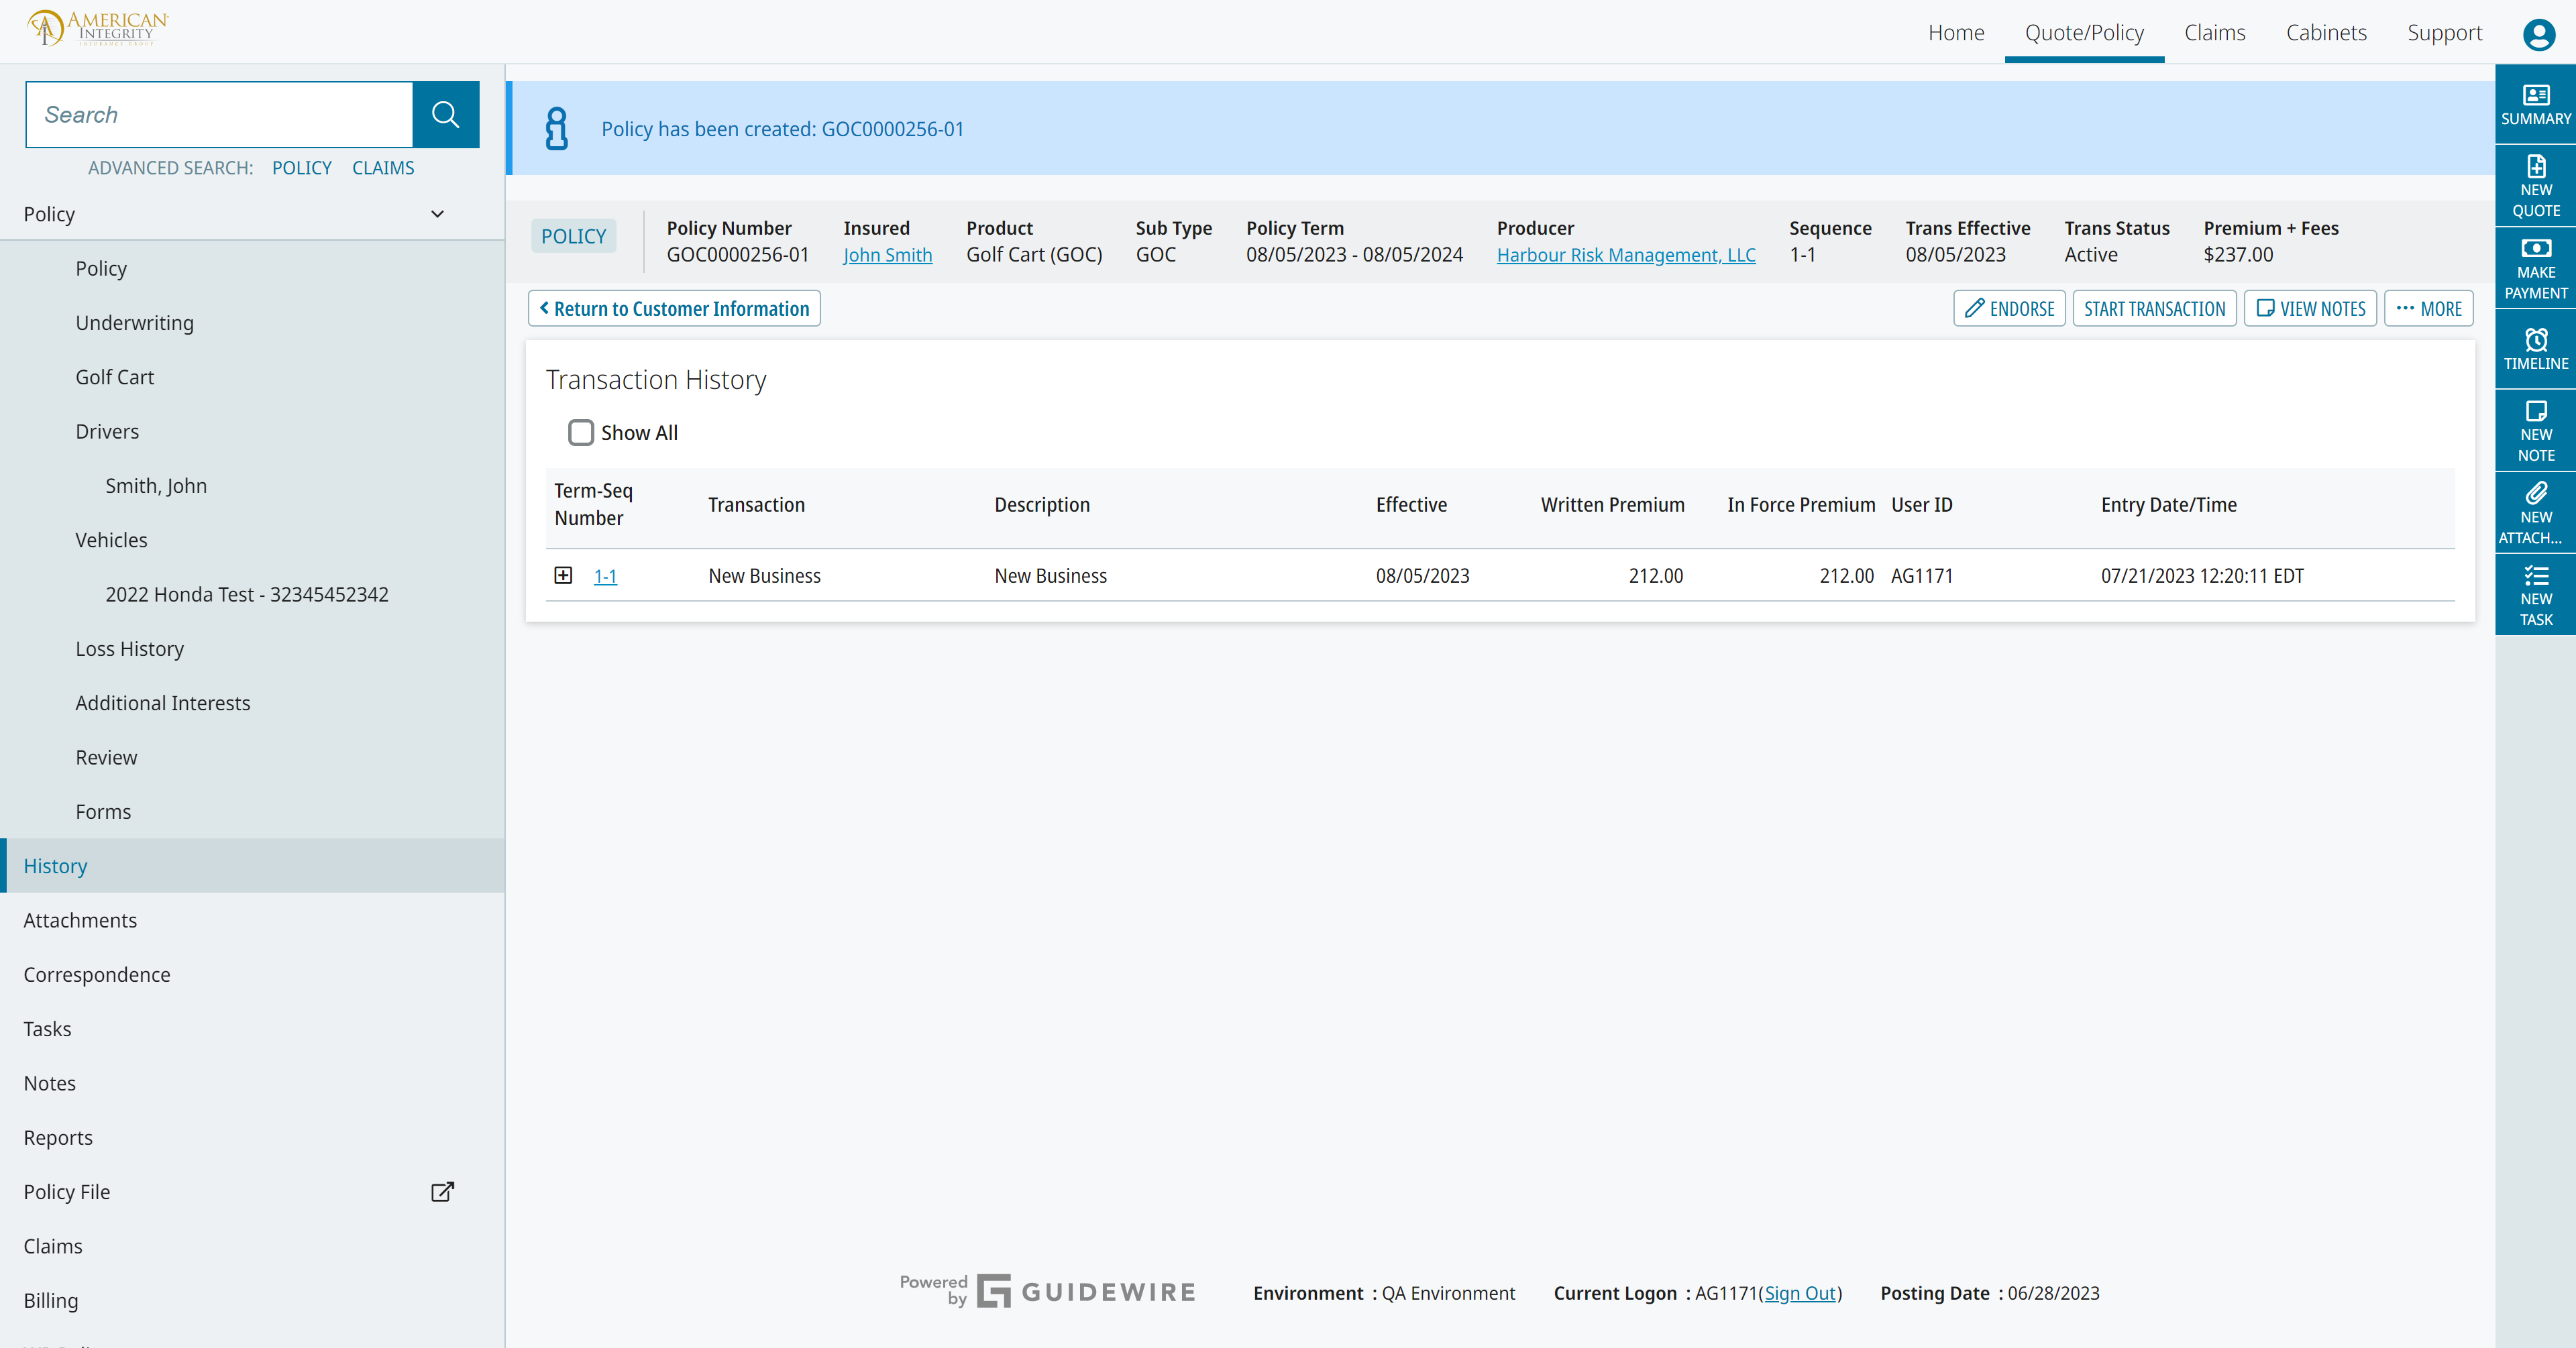 AMERICAN
INTEGRITY
INSURANCE GROUP
Home
Quote/Policy
Claims
Cabinets
Support
Search
ADVANCED SEARCH: POLICY CLAIMS
Policy
Policy
Underwriting
Golf Cart
Drivers
Smith, John
Vehicles
2022 Honda Test - 32345452342
Loss History
Additional Interests
Review
Forms
History
Attachments
Correspondence
Tasks
Notes
Reports
Policy File
Claims
Billing
Policy has been created: GOC0000256-01
POLICY
Policy Number
GOC0000256-01
Insured
John Smith
Product
Golf Cart (GOC)
Sub Type
GOC
Policy Term
08/05/2023 - 08/05/2024
Producer
Harbour Risk Management, LLC
Sequence
1-1
Trans Effective
08/05/2023
Trans Status
Active
Premium + Fees
$237.00
Return to Customer Information
ENDORSE
START TRANSACTION
VIEW NOTES
MORE
Transaction History
Show All
Term-Seq
Number
Transaction
Description
Effective
Written Premium
In Force Premium
User ID
Entry Date/Time
1-1
New Business
New Business
08/05/2023
212.00
212.00
AG1171
07/21/2023 12:20:11 EDT
SUMMARY
NEW
QUOTE
MAKE
PAYMENT
TIMELINE
NEW
NOTE
NEW
ATTACH...
NEW
TASK
Powered
by
GUIDEWIRE
Environment : QA Environment
Current Logon : AG1171(Sign Out)
Posting Date : 06/28/2023